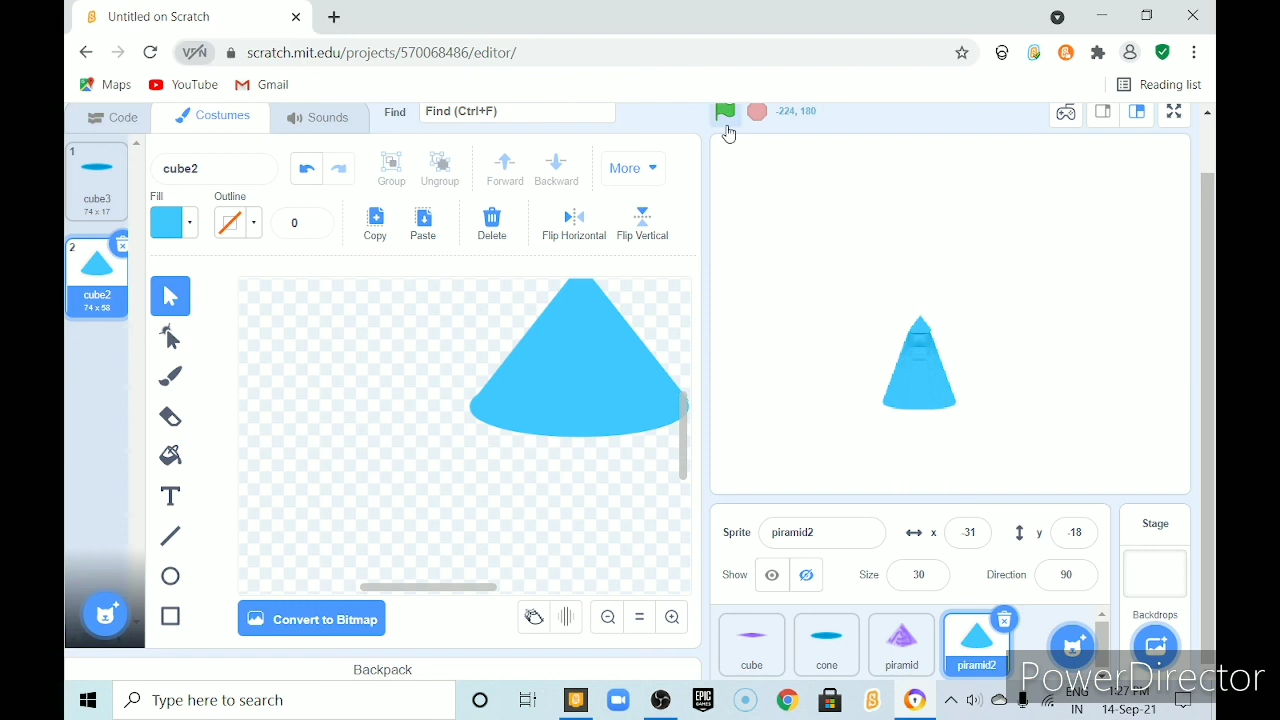 Untitled on Scratch
VPN scratch.mit.edu/projects/570068486/editor/
Maps YouTube Gmail Reading list
Code Costumes Sounds Find Find (Ctrl+F) -224, 180
1
cube3
74 x 17
2
cube2
74 x 58
cube2 Group Ungroup Forward Backward More
Fill Outline
0 Copy Paste Delete Flip Horizontal Flip Vertical
T
Convert to Bitmap
Backpack
Sprite piramid2 x -31 y -18
Show Size 30 Direction 90
cube cone piramid piramid2
Stage
Backdrops
Type here to search
EPIC GAMES
ENG 1:27 PM
IN 14-Sep-21
PowerDirector